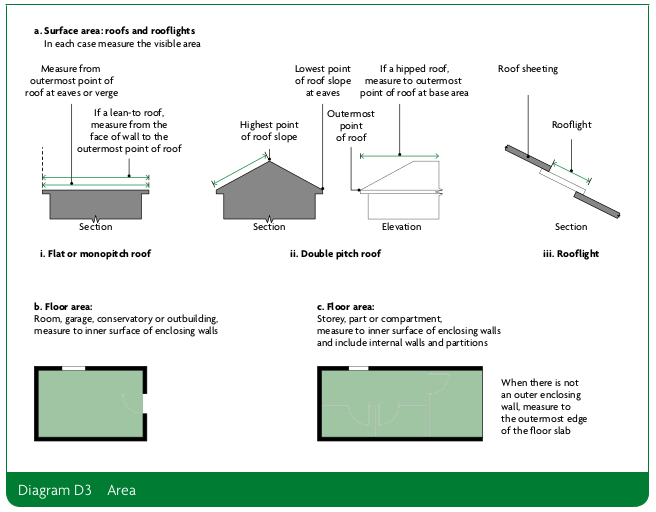 a. Surface area: roofs and rooflights
In each case measure the visible area
Measure from
outermost point of
roof at eaves or verge
If a lean-to roof,
measure from the
face of wall to the
outermost point of roof
Section
i. Flat or monopitch roof
Highest point
of roof slope
Lowest point
of roof slope
at eaves
Section
Outermost
point
of roof
If a hipped roof,
measure to outermost
point of roof at base area
Elevation
ii. Double pitch roof
Roof sheeting
Rooflight
Section
iii. Rooflight
b. Floor area:
Room, garage, conservatory or outbuilding,
measure to inner surface of enclosing walls
c. Floor area:
Storey, part or compartment,
measure to inner surface of enclosing walls
and include internal walls and partitions
When there is not
an outer enclosing
wall, measure to
the outermost edge
of the floor slab
Diagram D3 Area